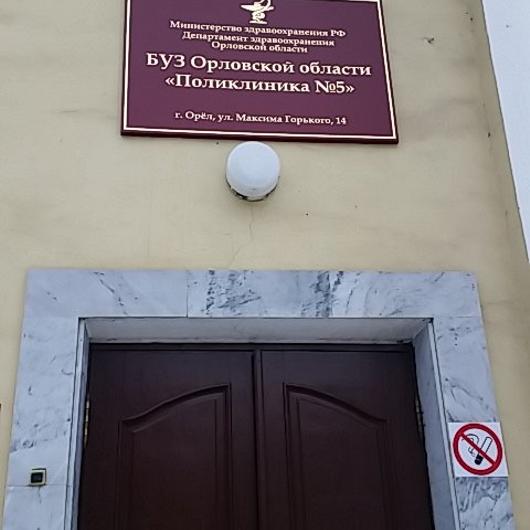 Министерство здравоохранения РФ
Департамент здравоохранения
Орловской области
БУЗ Орловской области
«Поликлиника №5»
г. Орёл, ул. Максима Горького, 14